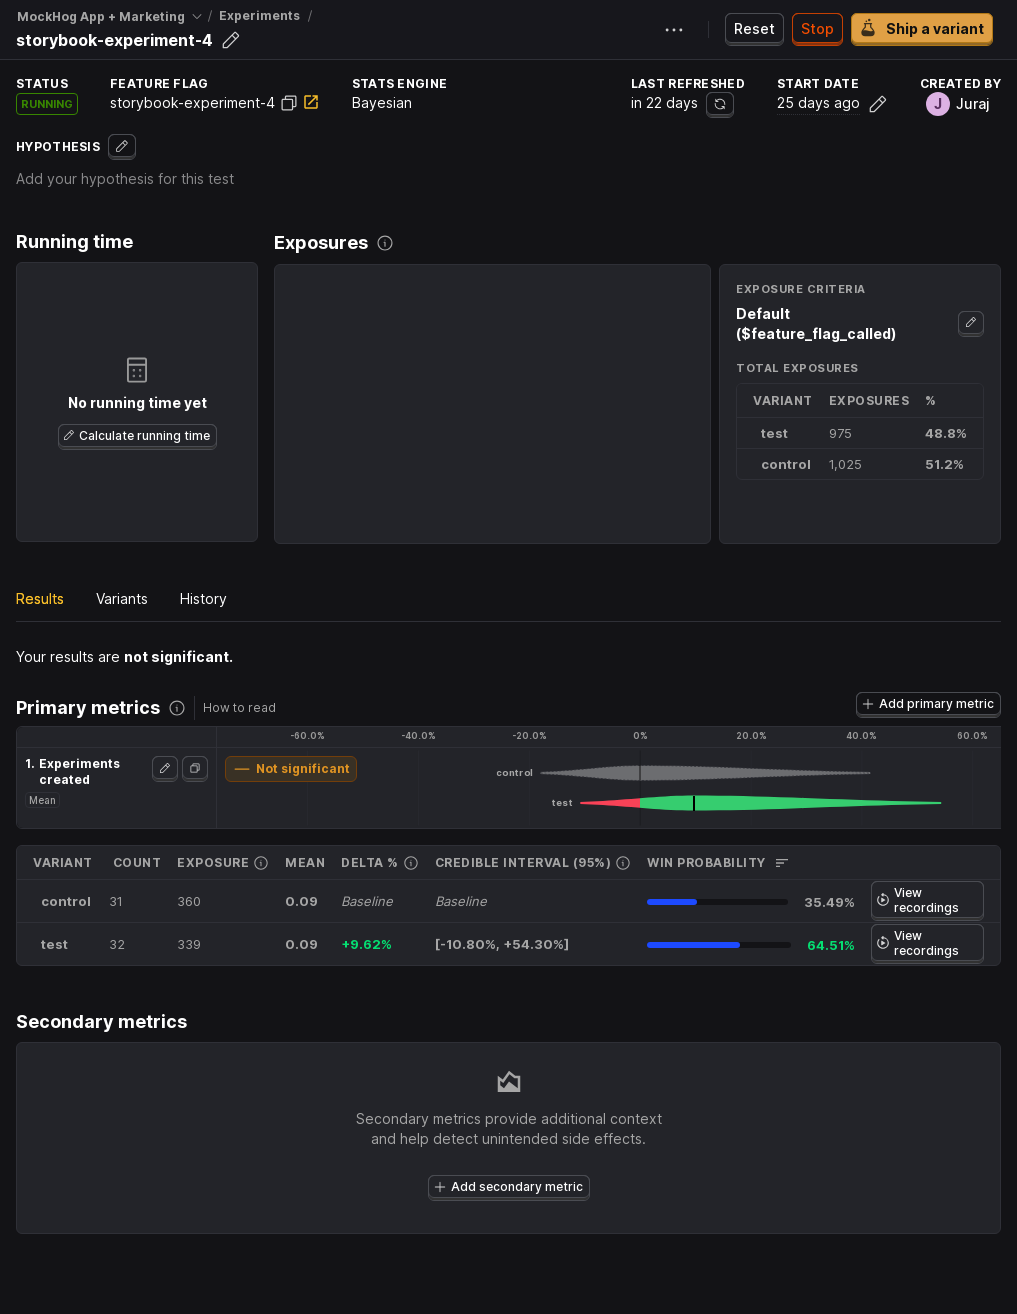 MockHog App + Marketing / Experiments /
storybook-experiment-4
Reset
Stop
Ship a variant
STATUS
RUNNING
FEATURE FLAG
storybook-experiment-4
STATS ENGINE
Bayesian
LAST REFRESHED
in 22 days
START DATE
25 days ago
CREATED BY
J Juraj
HYPOTHESIS
Add your hypothesis for this test
Running time
No running time yet
Calculate running time
Exposures
EXPOSURE CRITERIA
Default
($feature_flag_called)
TOTAL EXPOSURES
VARIANT EXPOSURES %
test 975 48.8%
control 1,025 51.2%
Results Variants History
Your results are not significant.
Primary metrics
How to read
Add primary metric
-60.0% -40.0% -20.0% 0% 20.0% 40.0% 60.0%
1. Experiments
created
Mean
Not significant
control
test
VARIANT COUNT EXPOSURE MEAN DELTA % CREDIBLE INTERVAL (95%) WIN PROBABILITY
control 31 360 0.09 Baseline Baseline 35.49% View
recordings
test 32 339 0.09 +9.62% [-10.80%, +54.30%] 64.51% View
recordings
Secondary metrics
Secondary metrics provide additional context
and help detect unintended side effects.
Add secondary metric